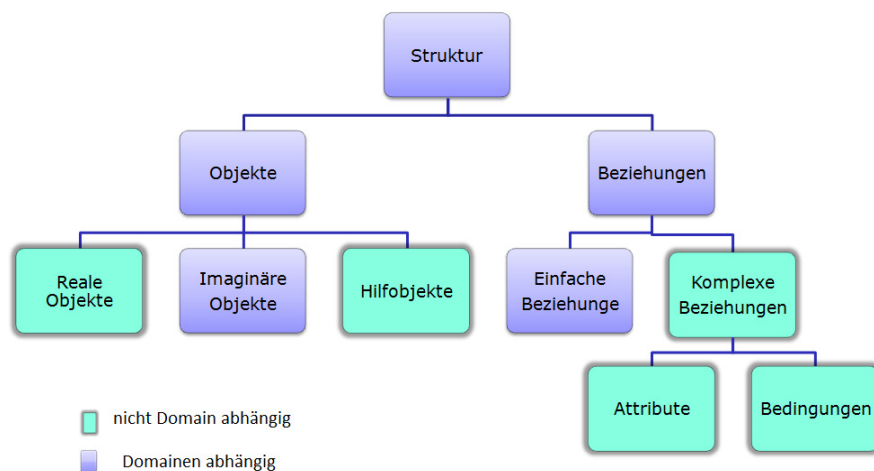 Struktur
Objekte
Beziehungen
Reale
Objekte
Imaginäre
Objekte
Hilfobjekte
Einfache
Beziehunge
Komplexe
Beziehungen
Attribute
Bedingungen
nicht Domain abhängig
Domainen abhängig